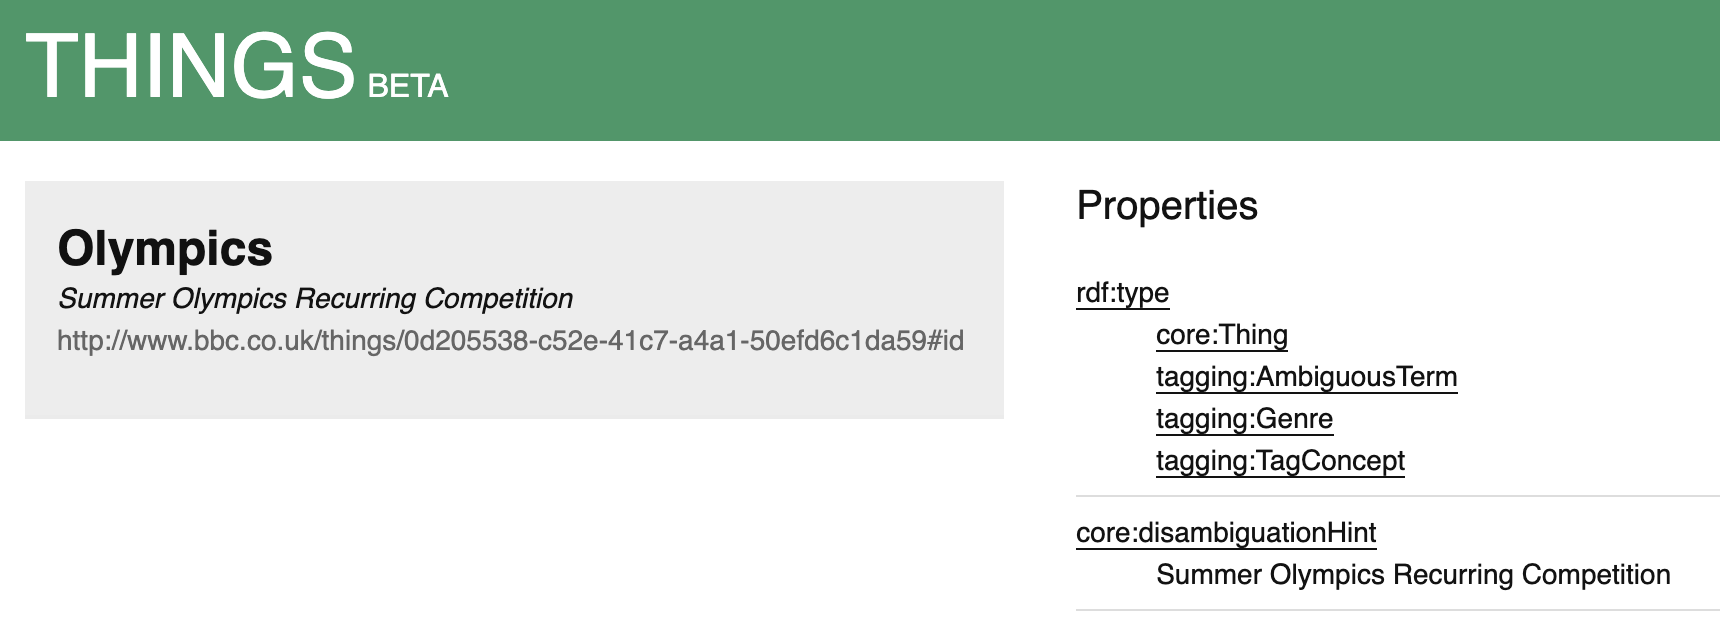 THINGS BETA
Olympics
Summer Olympics Recurring Competition
http://www.bbc.co.uk/things/0d205538-c52e-41c7-a4a1-50efd6c1da59#id
Properties
rdf:type
core:Thing
tagging:AmbiguousTerm
tagging:Genre
tagging:TagConcept
core:disambiguationHint
Summer Olympics Recurring Competition